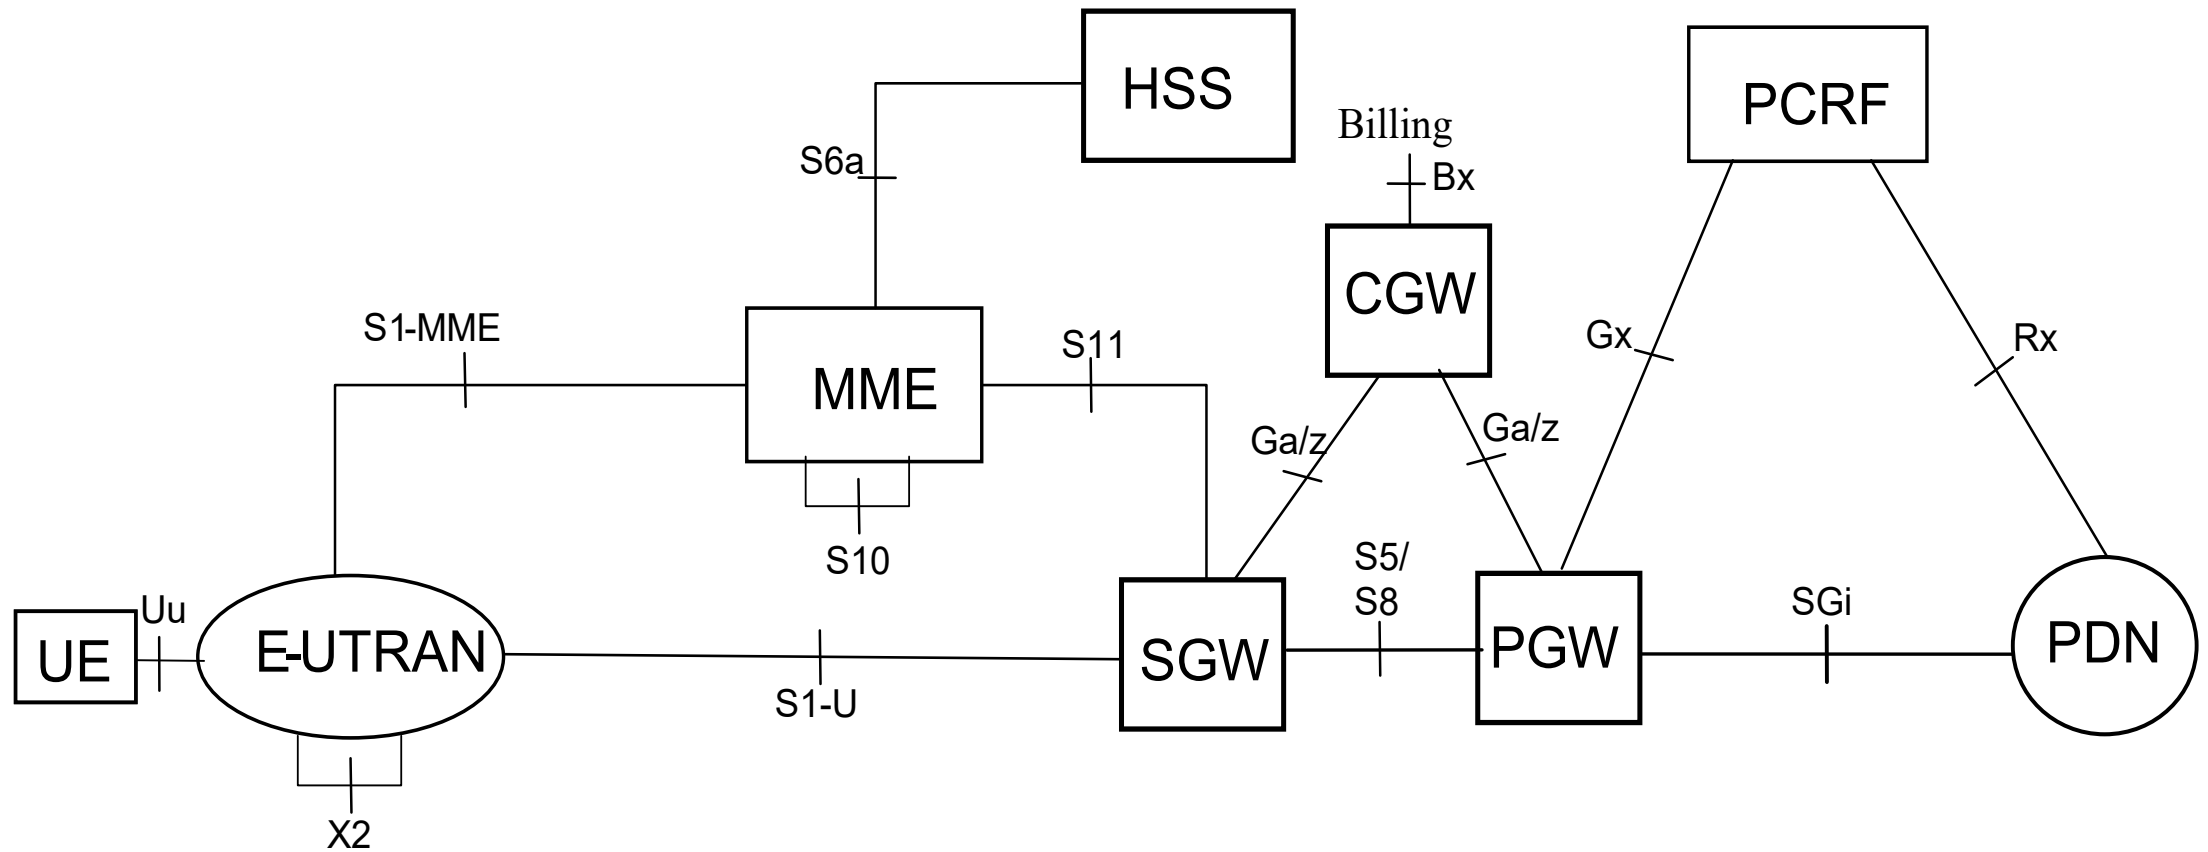 HSS
PCRF
Billing
S6a
Bx
CGW
S1-MME
S11
Gx
Rx
MME
Ga/z
Ga/z
S10
S5/
S8
Uu
SGi
UE
E-UTRAN
SGW
PGW
PDN
S1-U
X2